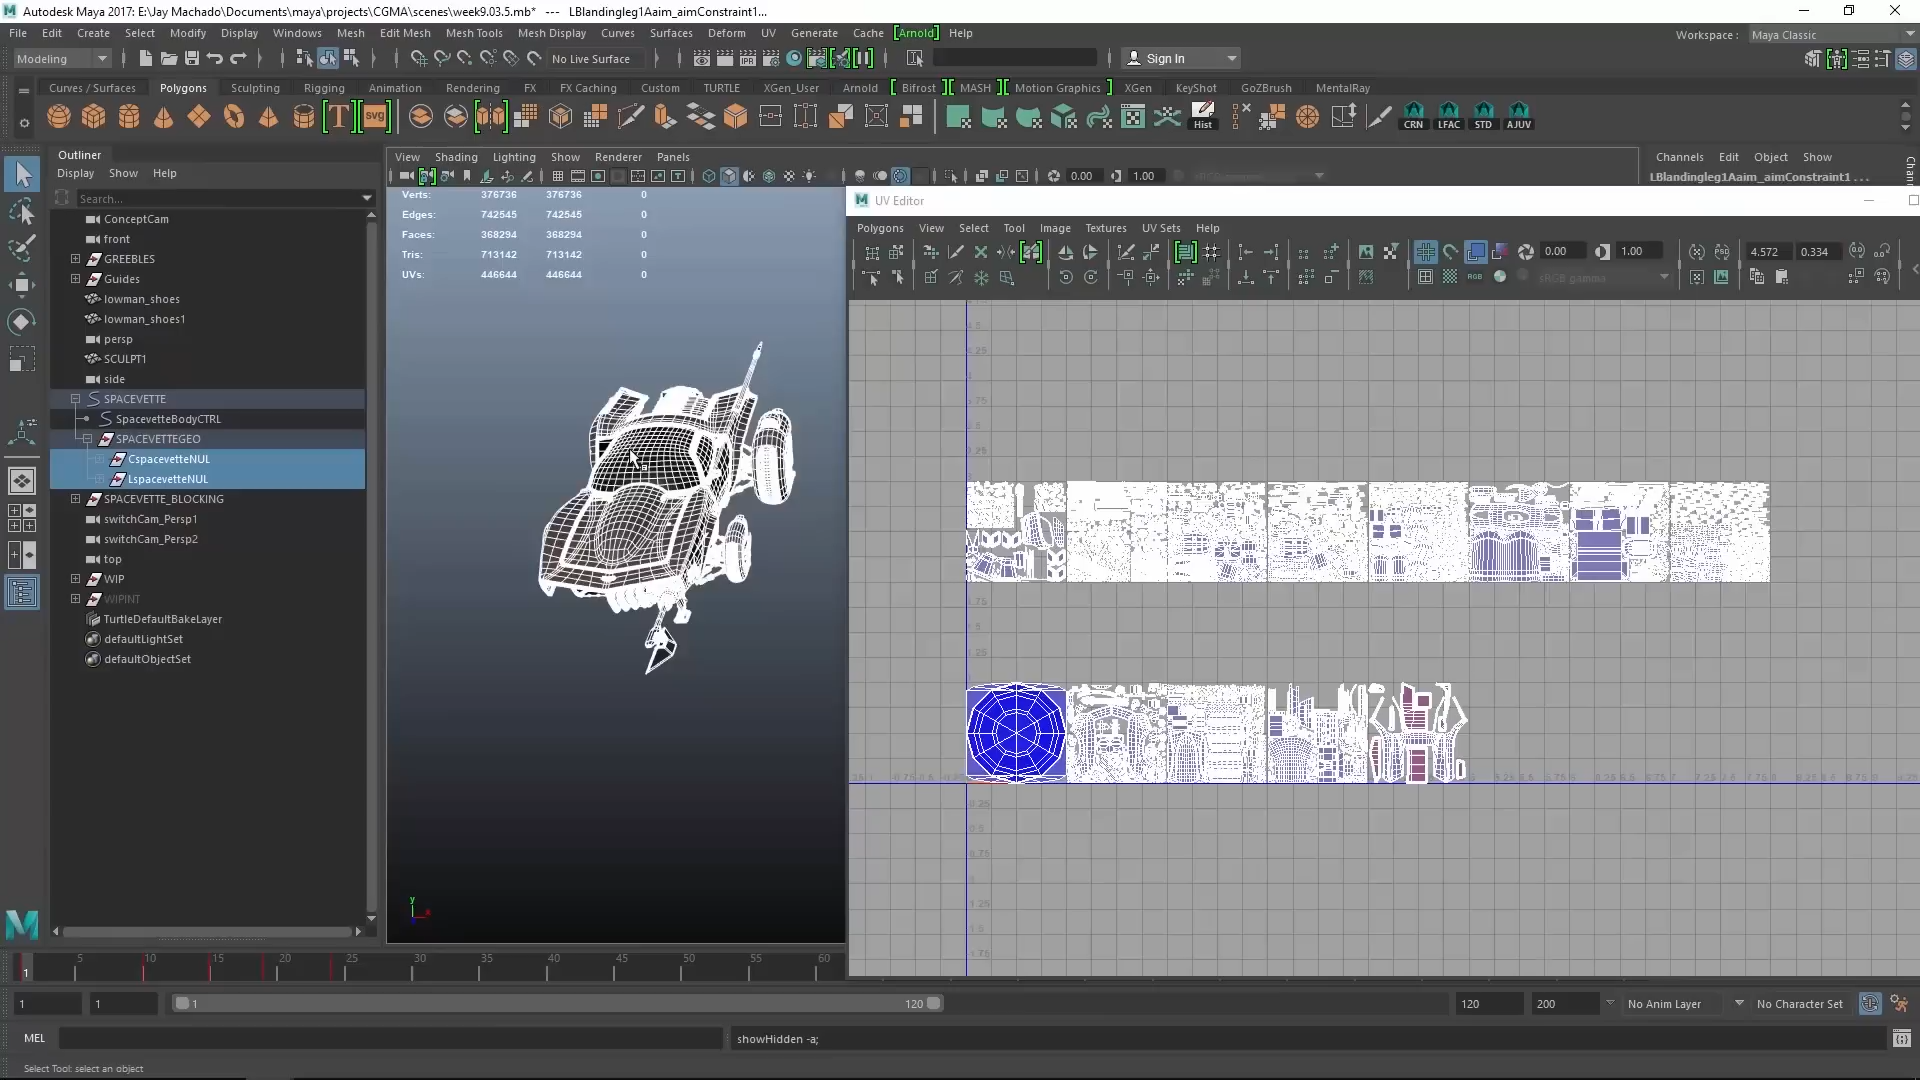 Autodesk Maya 2017: E:\Jay Machado\Documents\maya\projects\CGMA\scenes\week9.03.5.mb* --- LBlandingleg1Aaim_aimConstraint1...
File Edit Create Select Modify Display Windows Mesh Edit Mesh Mesh Tools Mesh Display Curves Surfaces Deform UV Generate Cache [Arnold] Help
Workspace : Maya Classic
Modeling
No Live Surface
IPR
Sign In
Curves / Surfaces Polygons Sculpting Rigging Animation Rendering FX FX Caching Custom TURTLE XGen_User Arnold Bifrost MASH Motion Graphics XGen KeyShot GoZBrush MentalRay
T svg Hist CRN LFAC STD AJUV
Outliner
Display Show Help
Search...
ConceptCam
front
GREEBLES
Guides
lowman_shoes
lowman_shoes1
persp
SCULPT1
side
SPACEVETTE
SpacevetteBodyCTRL
SPACEVETTEGEO
CspacevetteNUL
LspacevetteNUL
SPACEVETTE_BLOCKING
switchCam_Persp1
switchCam_Persp2
top
WIP
WIPINT
TurtleDefaultBakeLayer
defaultLightSet
defaultObjectSet
View Shading Lighting Show Renderer Panels
0.00 1.00
Verts: 376736 376736 0
Edges: 742545 742545 0
Faces: 368294 368294 0
Tris: 713142 713142 0
UVs: 446644 446644 0
y
x
Channels Edit Object Show
LBlandingleg1Aaim_aimConstraint1 ...
UV Editor
Polygons View Select Tool Image Textures UV Sets Help
0.00 1.00 4.572 0.334
RGB sRGB gamma
1 5 10 15 20 25 30 35 40 45 50 55 60
1 1 1 120 120 200 No Anim Layer No Character Set
MEL showHidden -a;
Select Tool: select an object